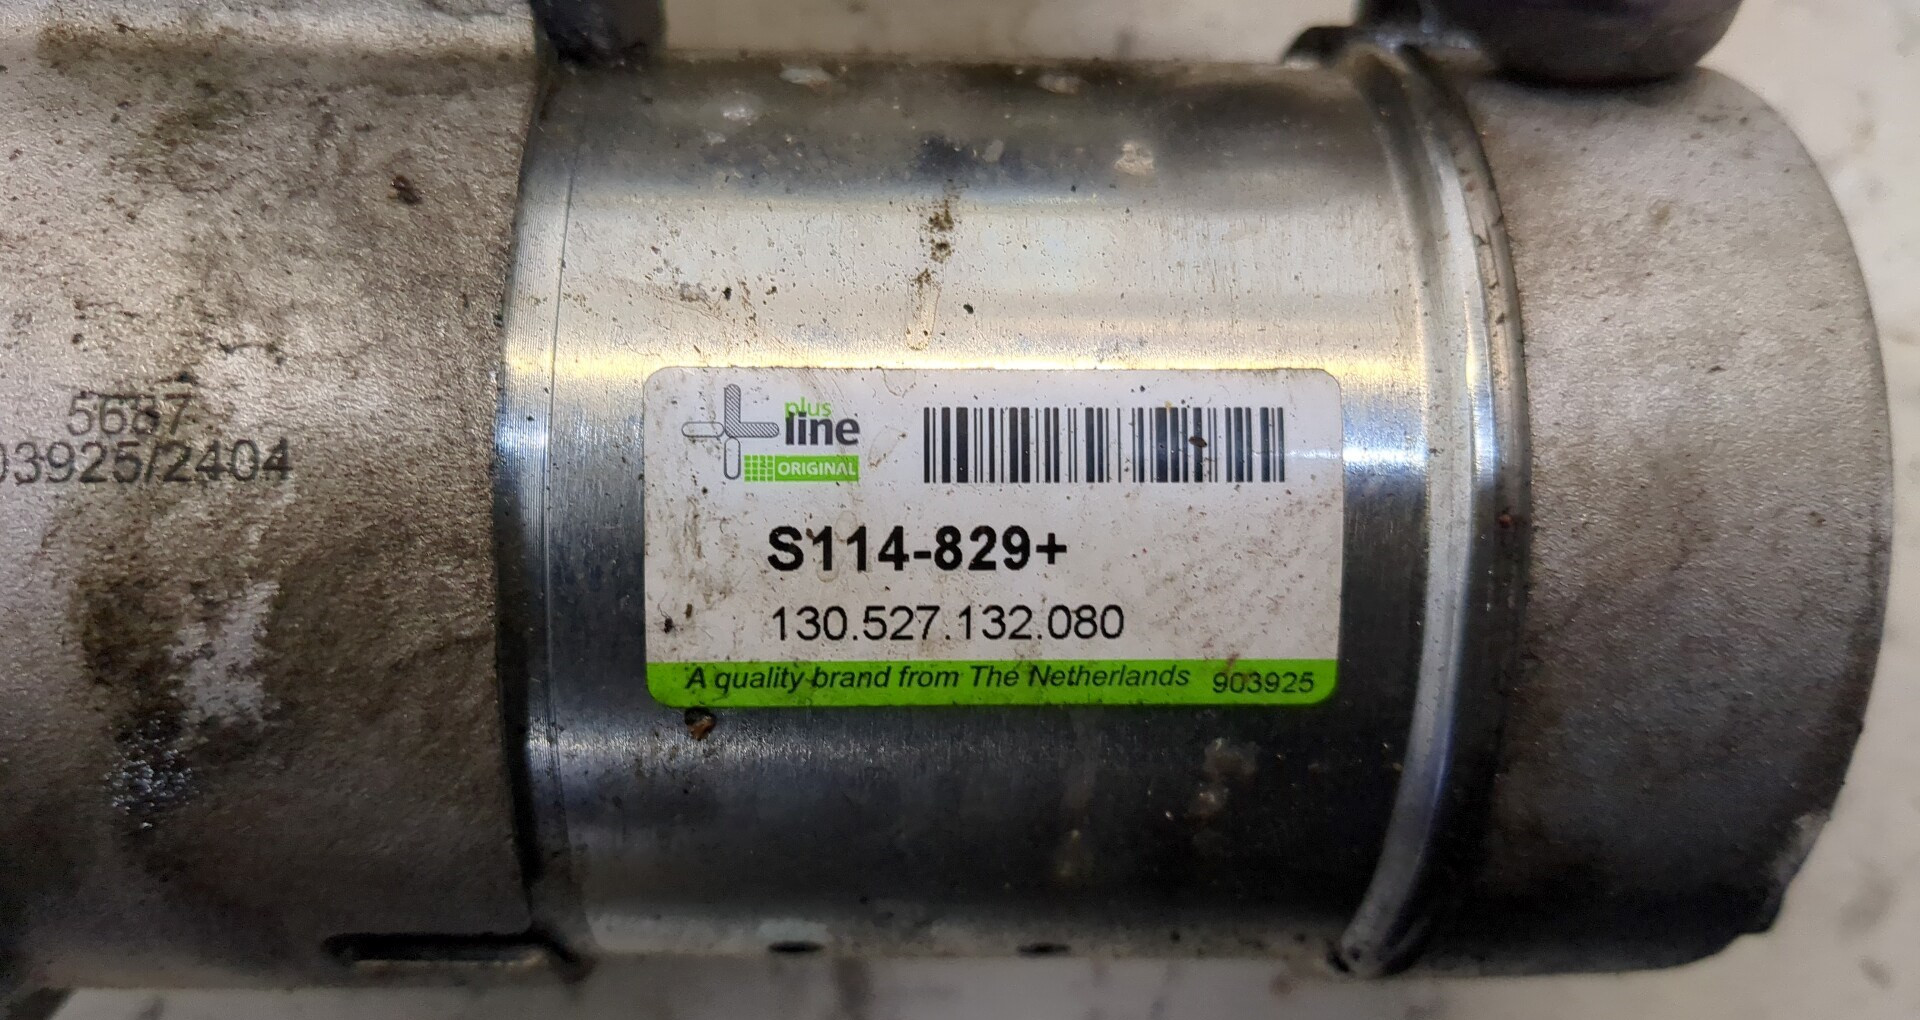 5687
03925/2404
plus
line
ORIGINAL
S114-829+
130.527.132.080
A quality brand from The Netherlands 903925